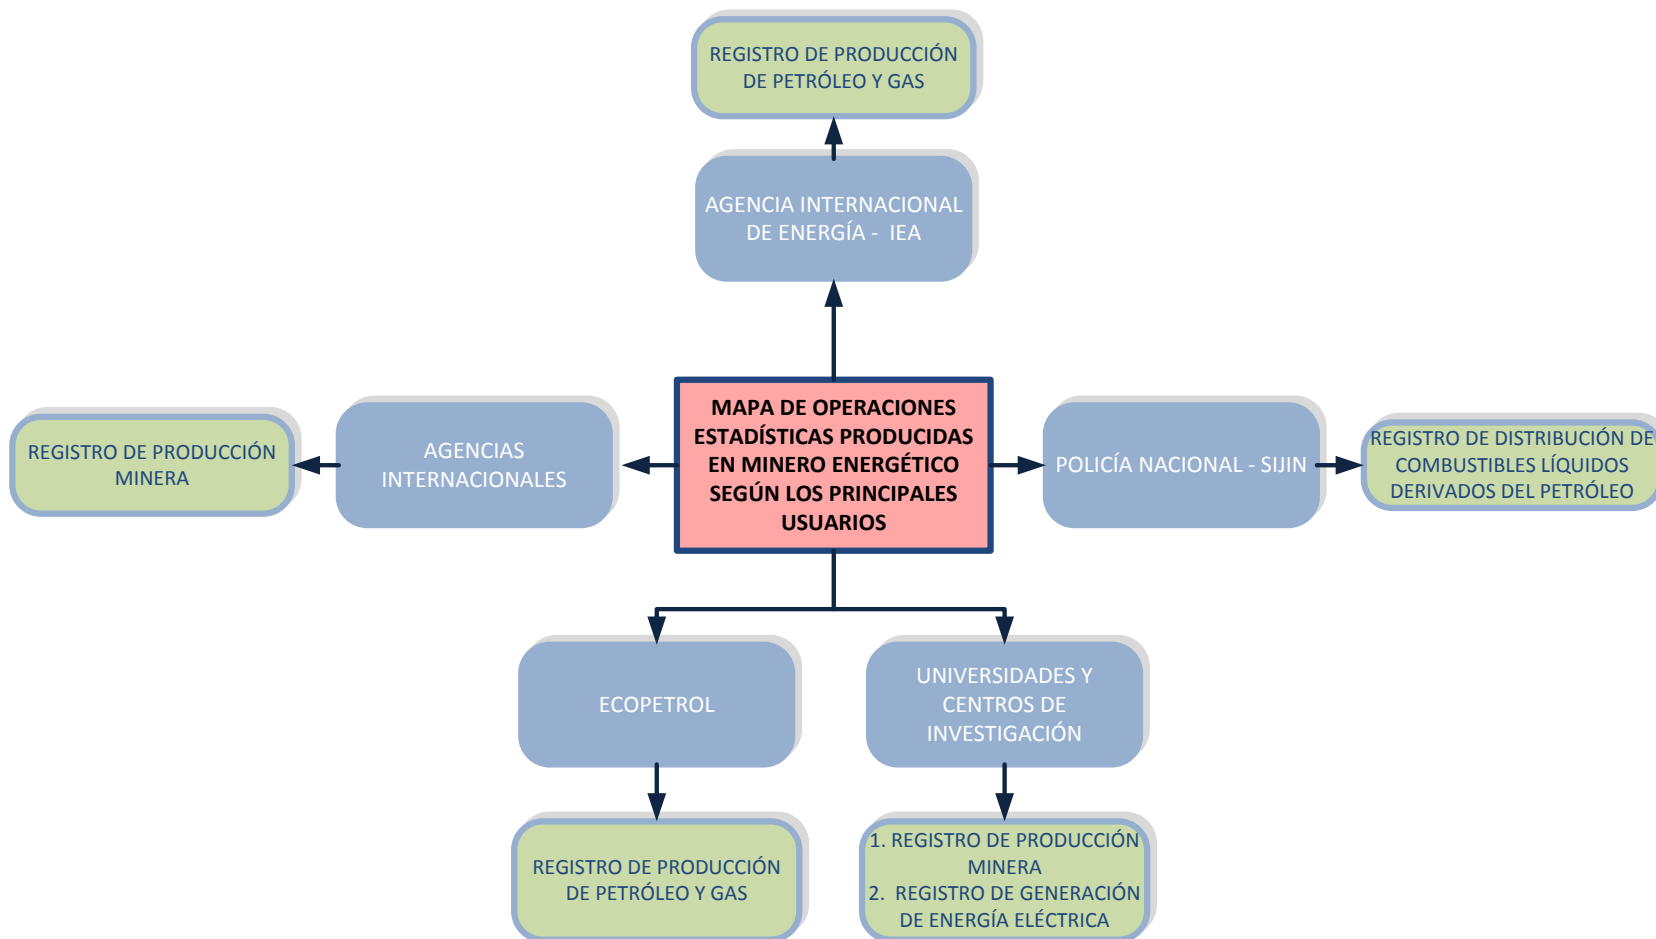 REGISTRO DE PRODUCCIÓN
DE PETRÓLEO Y GAS
AGENCIA INTERNACIONAL
DE ENERGÍA - IEA
REGISTRO DE PRODUCCIÓN
MINERA
AGENCIAS
INTERNACIONALES
MAPA DE OPERACIONES
ESTADÍSTICAS PRODUCIDAS
EN MINERO ENERGÉTICO
SEGÚN LOS PRINCIPALES
USUARIOS
POLICÍA NACIONAL - SIJIN
REGISTRO DE DISTRIBUCIÓN DE
COMBUSTIBLES LÍQUIDOS
DERIVADOS DEL PETRÓLEO
ECOPETROL
UNIVERSIDADES Y
CENTROS DE
INVESTIGACIÓN
REGISTRO DE PRODUCCIÓN
DE PETRÓLEO Y GAS
1. REGISTRO DE PRODUCCIÓN
MINERA
2. REGISTRO DE GENERACIÓN
DE ENERGÍA ELÉCTRICA